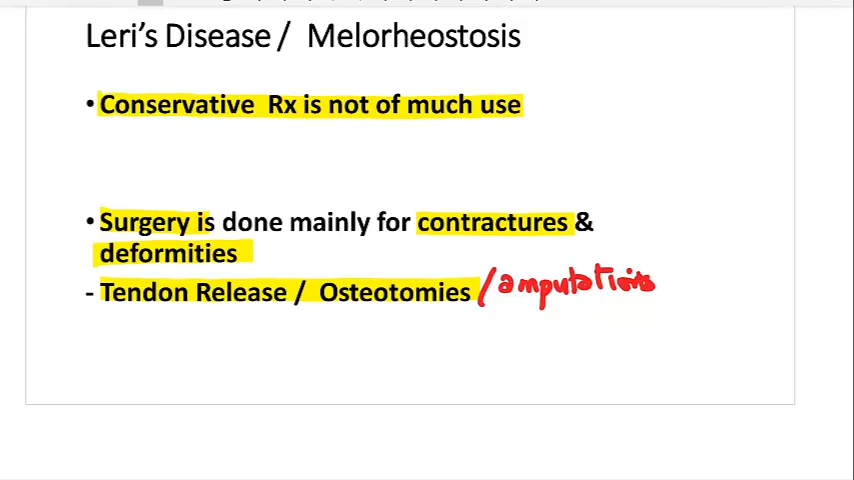 Leri's Disease / Melorheostosis
• Conservative Rx is not of much use
• Surgery is done mainly for contractures &
deformities
- Tendon Release / Osteotomies / amputations